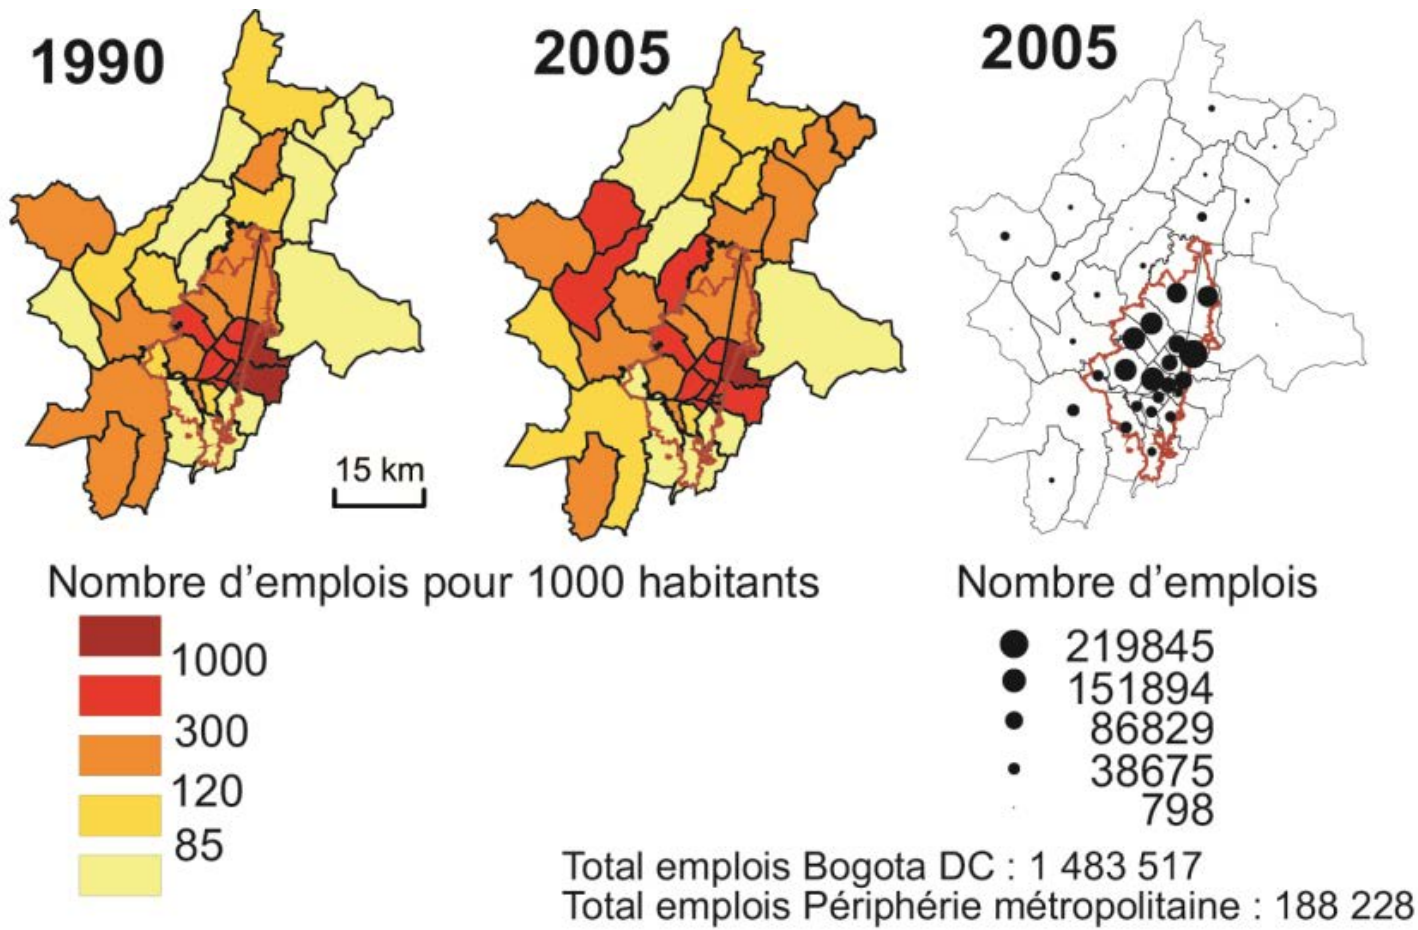 1990
2005
2005
15 km
Nombre d'emplois pour 1000 habitants
1000
300
120
85
Nombre d'emplois
219845
151894
86829
38675
798
Total emplois Bogota DC : 1 483 517
Total emplois Périphérie métropolitaine : 188 228